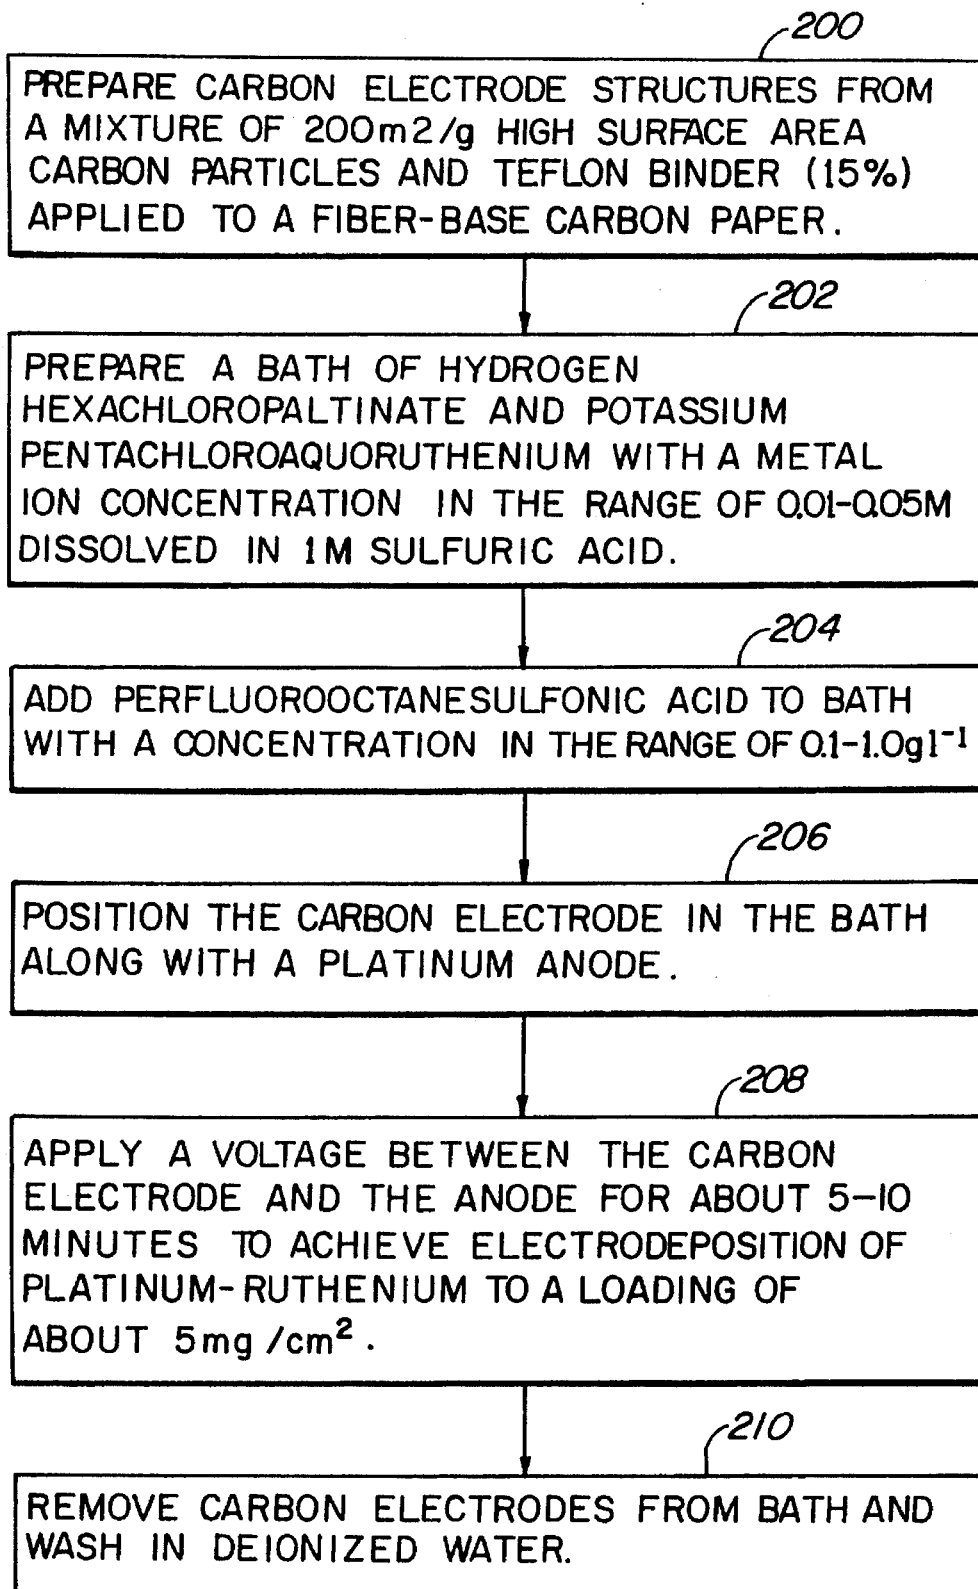 200
PREPARE CARBON ELECTRODE STRUCTURES FROM
A MIXTURE OF 200m2/g HIGH SURFACE AREA
CARBON PARTICLES AND TEFLON BINDER (15%)
APPLIED TO A FIBER-BASE CARBON PAPER.
202
PREPARE A BATH OF HYDROGEN
HEXACHLOROPALTINATE AND POTASSIUM
PENTACHLOROAQUORUTHENIUM WITH A METAL
ION CONCENTRATION IN THE RANGE OF 0.01-0.05M
DISSOLVED IN 1M SULFURIC ACID.
204
ADD PERFLUOROOCTANESULFONIC ACID TO BATH
WITH A CONCENTRATION IN THE RANGE OF 0.1-1.0gl⁻¹
206
POSITION THE CARBON ELECTRODE IN THE BATH
ALONG WITH A PLATINUM ANODE.
208
APPLY A VOLTAGE BETWEEN THE CARBON
ELECTRODE AND THE ANODE FOR ABOUT 5-10
MINUTES TO ACHIEVE ELECTRODEPOSITION OF
PLATINUM-RUTHENIUM TO A LOADING OF
ABOUT 5mg/cm².
210
REMOVE CARBON ELECTRODES FROM BATH AND
WASH IN DEIONIZED WATER.